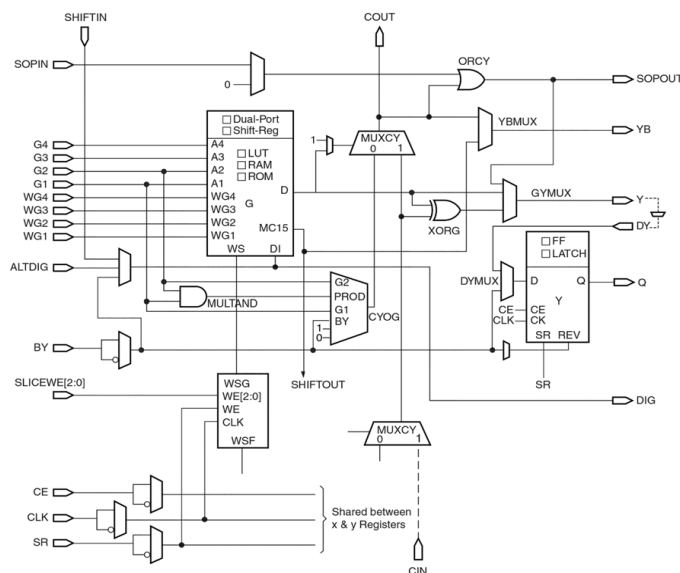 SHIFTIN
COUT
SOPIN
ORCY
0
SOPOUT
Dual-Port
Shift-Reg
YBMUX
YB
MUXCY
0 1
1
G4
A4
G3
A3
LUT
G2
A2
RAM
G1
A1
ROM
WG4
WG4
G
D
GYMUX
Y
WG3
WG3
WG2
WG2
MC15
XORG
DY
WG1
WG1
WS
DI
FF
LATCH
ALTDIG
DYMUX
D
Q
Q
G2
MULTAND
PROD
CYOG
Y
G1
CE
CE
BY
1
CLK
CK
0
BY
SR
REV
SHIFTOUT
SR
SLICEWE[2:0]
WSG
WE[2:0]
DIG
WE
CLK
MUXCY
0 1
WSF
CE
CLK
Shared between
x & y Registers
SR
CIN